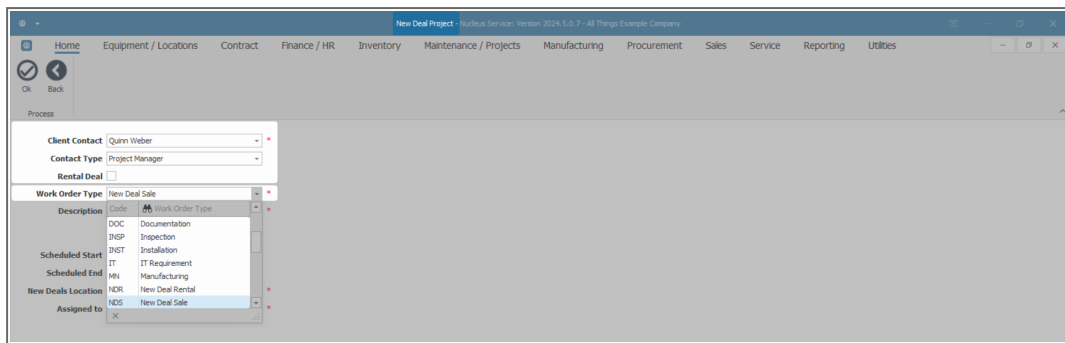 New Deal Project - Nucleus Service: Version 2024.5.0.7 - All Things Example Company
Home Equipment / Locations Contract Finance / HR Inventory Maintenance / Projects Manufacturing Procurement Sales Service Reporting Utilities
Ok Back
Process
Client Contact Quinn Weber *
Contact Type Project Manager
Rental Deal
Work Order Type New Deal Sale *
Description *
Code Work Order Type
DOC Documentation
INSP Inspection
INST Installation
Scheduled Start
IT IT Requirement
Scheduled End
MN Manufacturing
New Deals Location *
NDR New Deal Rental
NDS New Deal Sale
Assigned to *